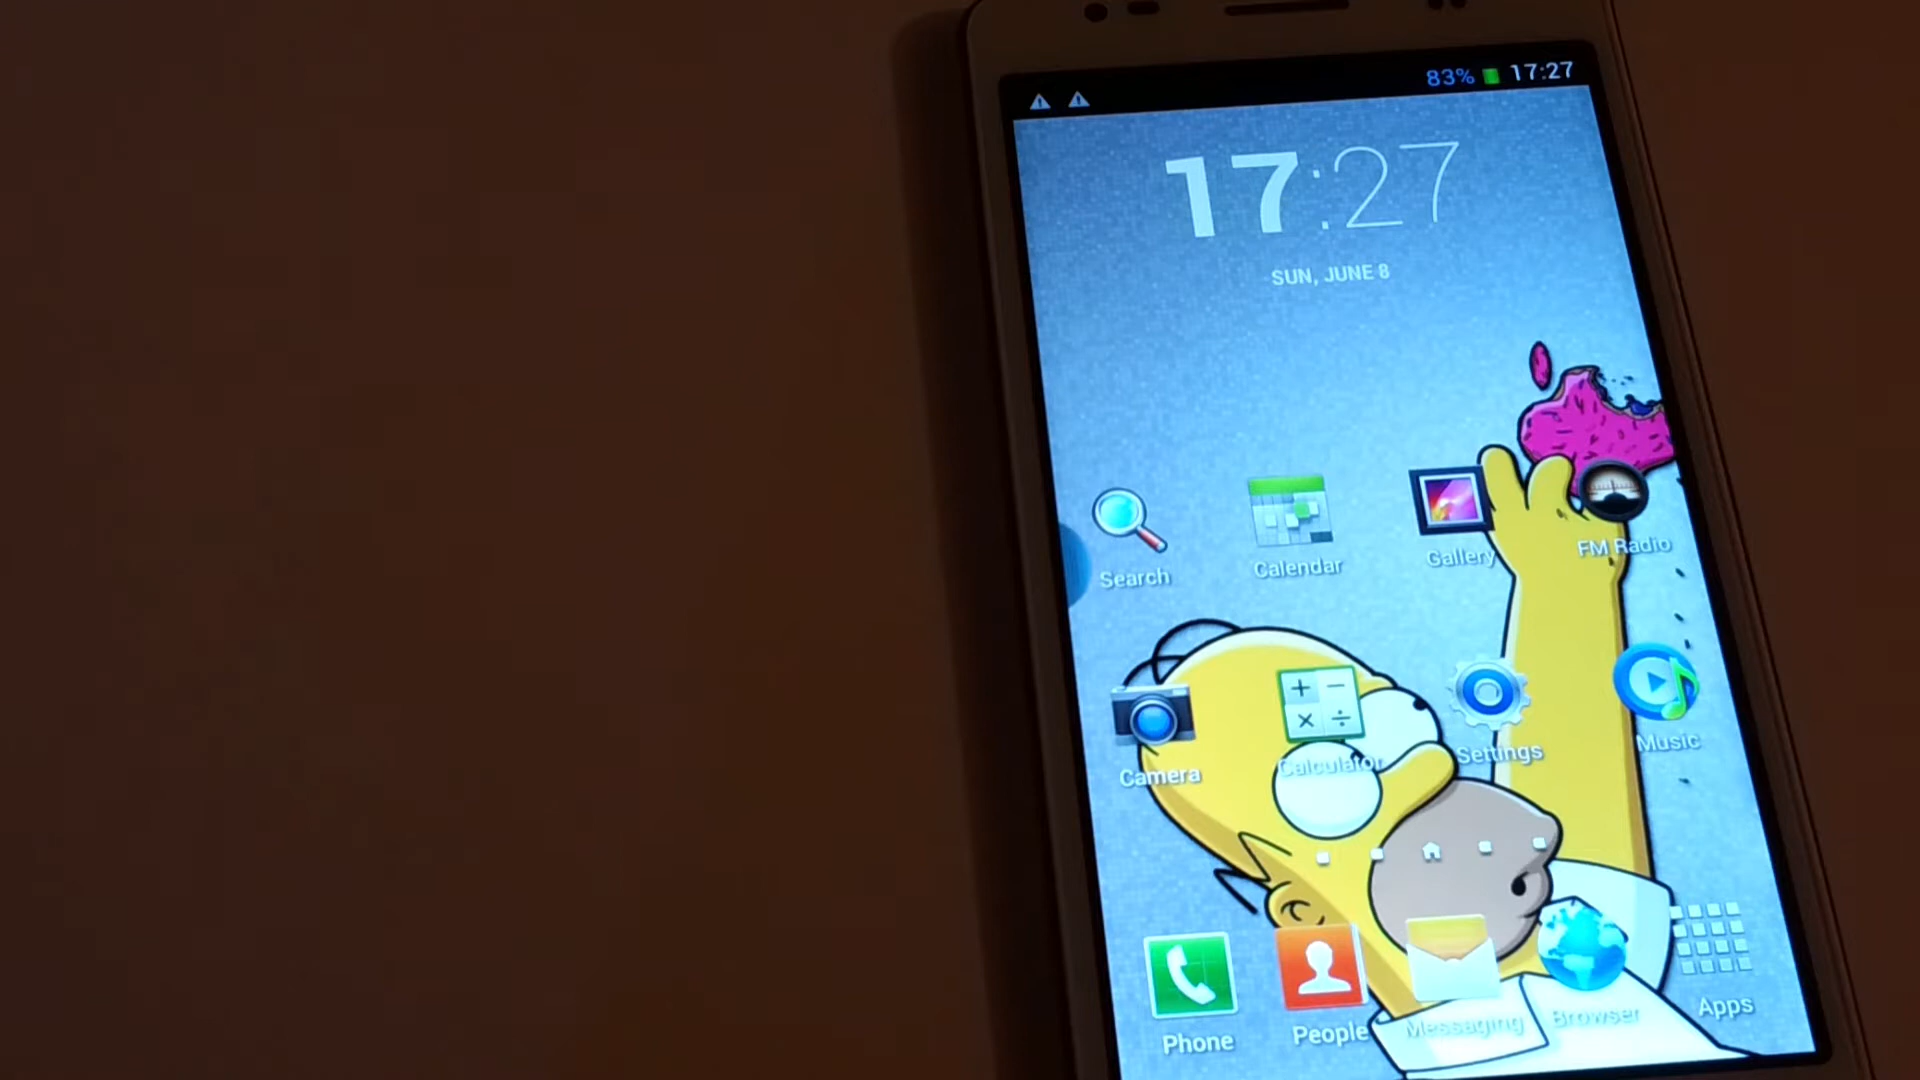 83% 17:27
17:27
SUN, JUNE 8
Search Calendar Gallery FM Radio
Camera Calculator Settings Music
Phone People Messaging Browser Apps